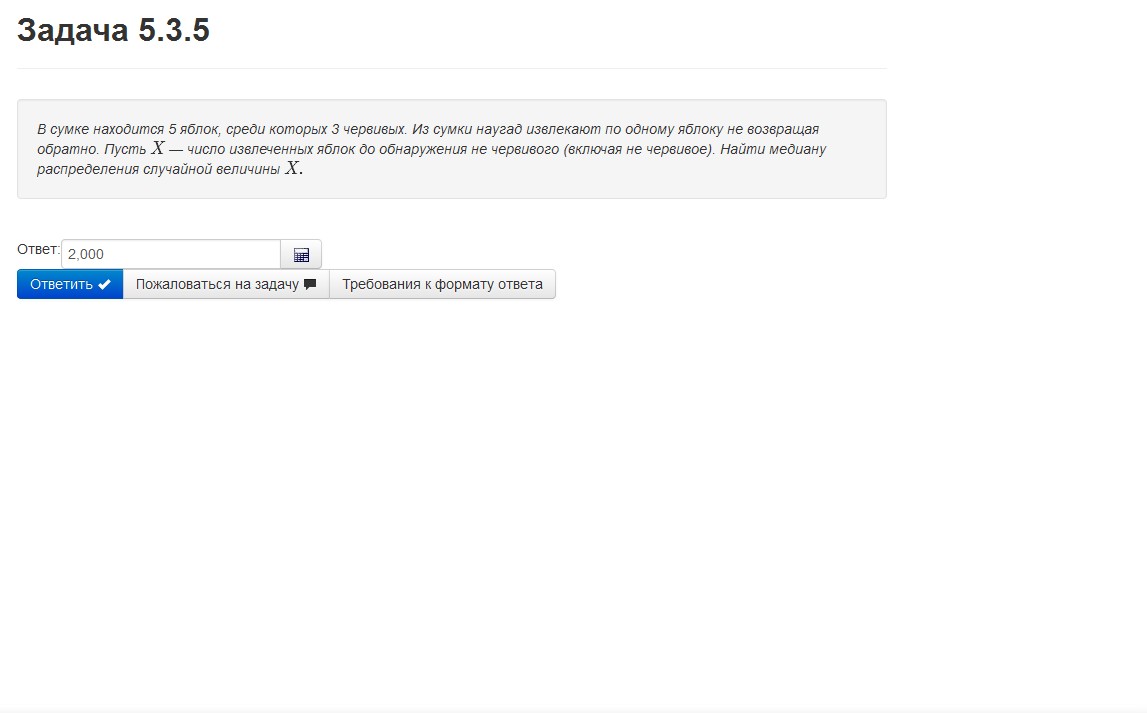 Задача 5.3.5
В сумке находится 5 яблок, среди которых 3 червивых. Из сумки наугад извлекают по одному яблоку не возвращая
обратно. Пусть X — число извлеченных яблок до обнаружения не червивого (включая не червивое). Найти медиану
распределения случайной величины X.
Ответ: 2,000
Ответить Пожаловаться на задачу Требования к формату ответа